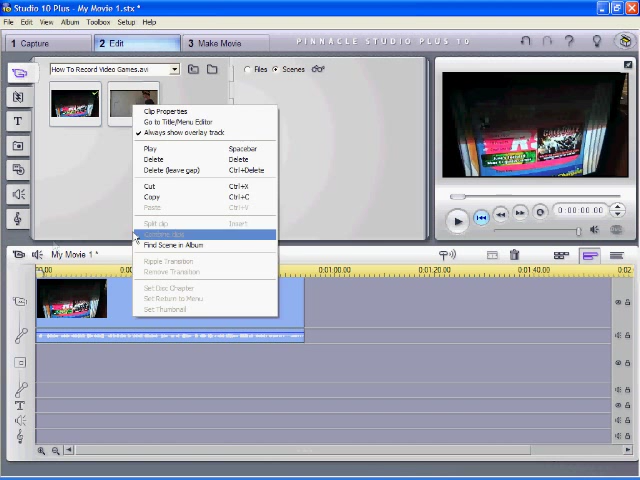 Studio 10 Plus - My Movie 1.stx *
File Edit View Album Toolbox Setup Help
1 Capture
2 Edit
3 Make Movie
PINNACLE STUDIO PLUS 10
How To Record Video Games.avi
Files Scenes
Clip Properties
Go to Title/Menu Editor
Always show overlay track
Play Spacebar
Delete Delete
Delete (leave gap) Ctrl+Delete
Cut Ctrl+X
Copy Ctrl+C
Paste Ctrl+V
Split clip Insert
Combine clips
Find Scene in Album
Ripple Transition
Remove Transition
Set Disc Chapter
Set Return to Menu
Set Thumbnail
0:00:00:00
My Movie 1 *
0:01:00.00
0:01:20.00
0:01:40.00